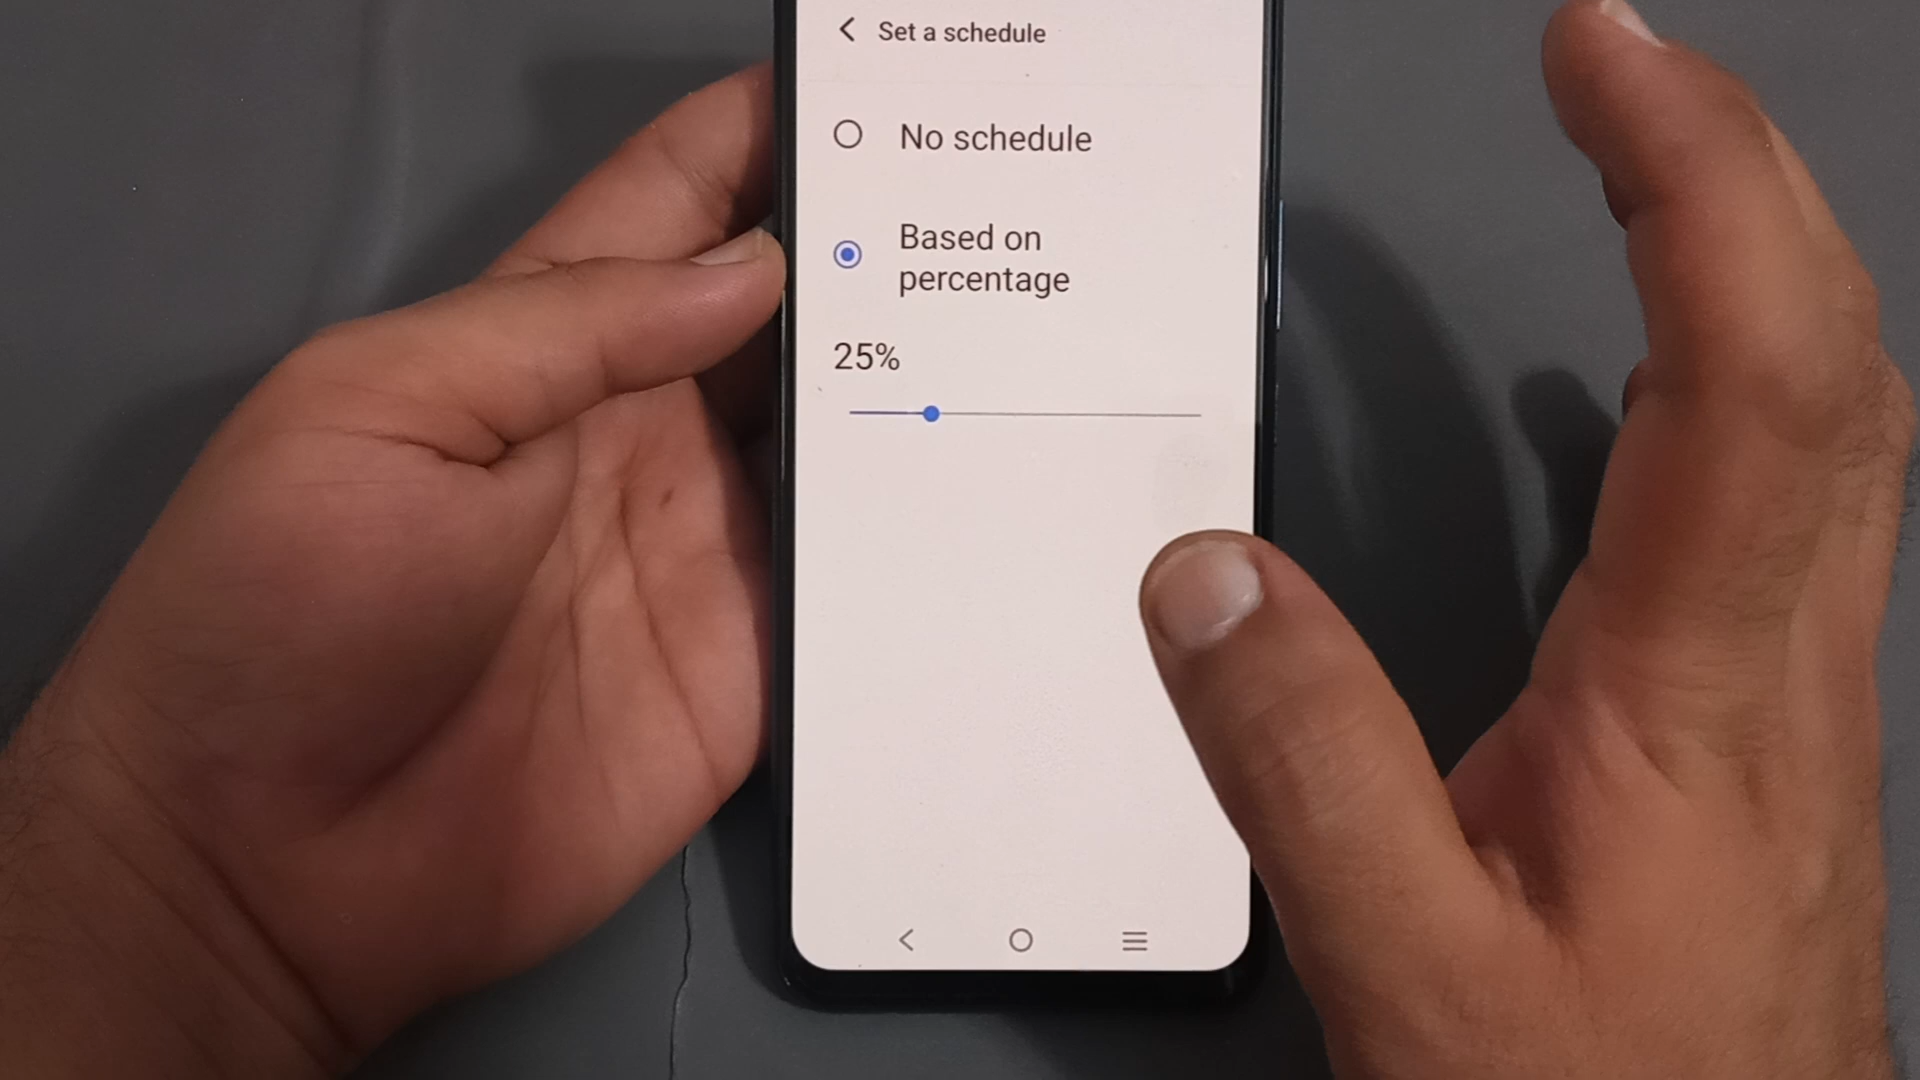 Set a schedule
No schedule
Based on
percentage
25%